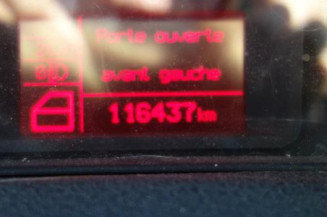 Porte ouverte
avant gauche
116437km